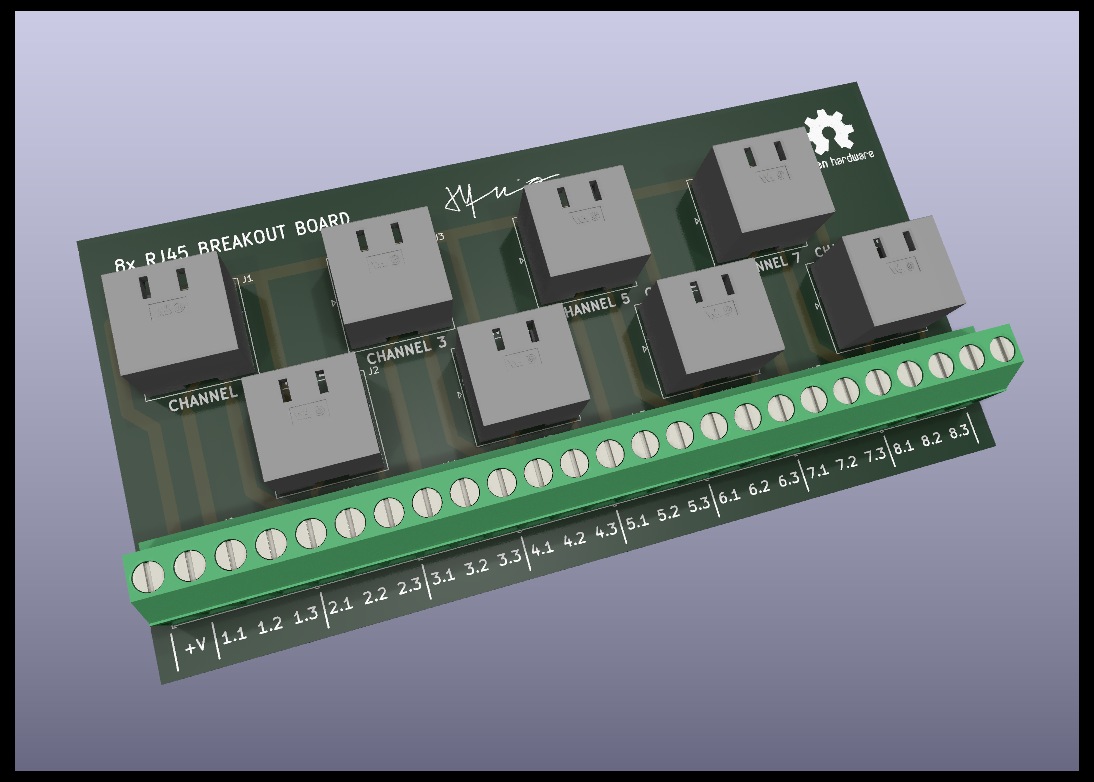 8x RJ45 BREAKOUT BOARD
en hardware
J1
J3
CHANNEL
J2
CHANNEL 3
HANNEL 5
NNEL 7
+V | 1.1 1.2 1.3 | 2.1 2.2 2.3 | 3.1 3.2 3.3 | 4.1 4.2 4.3 | 5.1 5.2 5.3 | 6.1 6.2 6.3 | 7.1 7.2 7.3 | 8.1 8.2 8.3